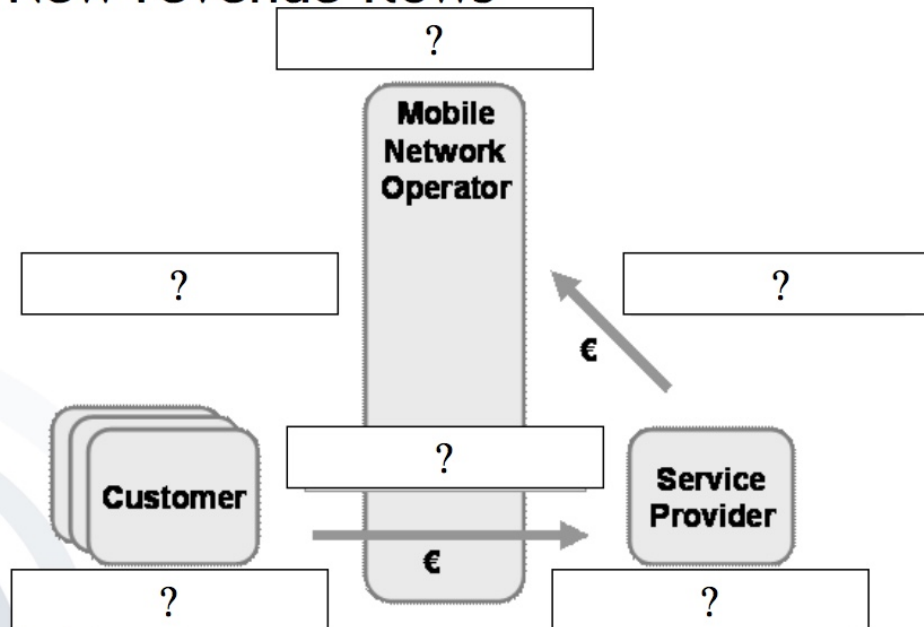 ?
Mobile
Network
Operator
?
?
€
?
Customer
Service
Provider
€
?
?